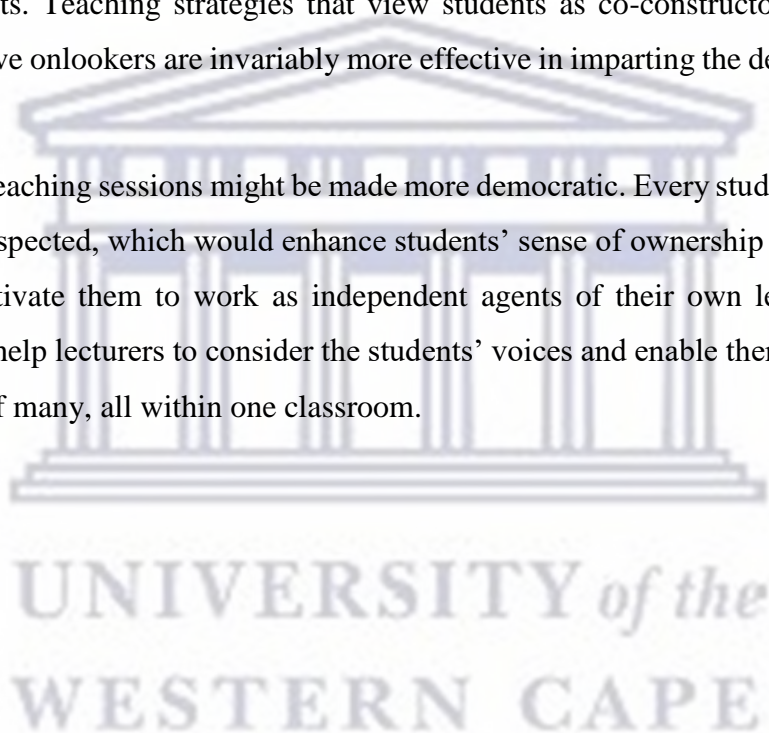 ts. Teaching strategies that view students as co-constructo
ve onlookers are invariably more effective in imparting the de
eaching sessions might be made more democratic. Every stud
spected, which would enhance students’ sense of ownership
tivate them to work as independent agents of their own le
help lecturers to consider the students’ voices and enable ther
f many, all within one classroom.
UNIVERSITY of the
WESTERN CAPE